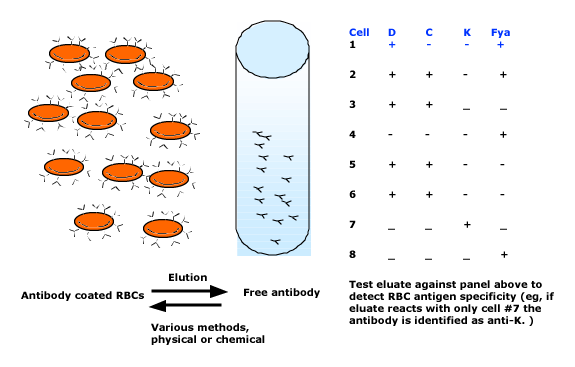 Cell D C K Fya
1 + - - +
2 + + - +
3 + + _ _
4 - - - +
5 + + - -
6 + + - -
7 _ _ + _
8 _ _ _ +
Elution
Antibody coated RBCs
Free antibody
Various methods,
physical or chemical
Test eluate against panel above to
detect RBC antigen specificity (eg, if
eluate reacts with only cell #7 the
antibody is identified as anti-K. )